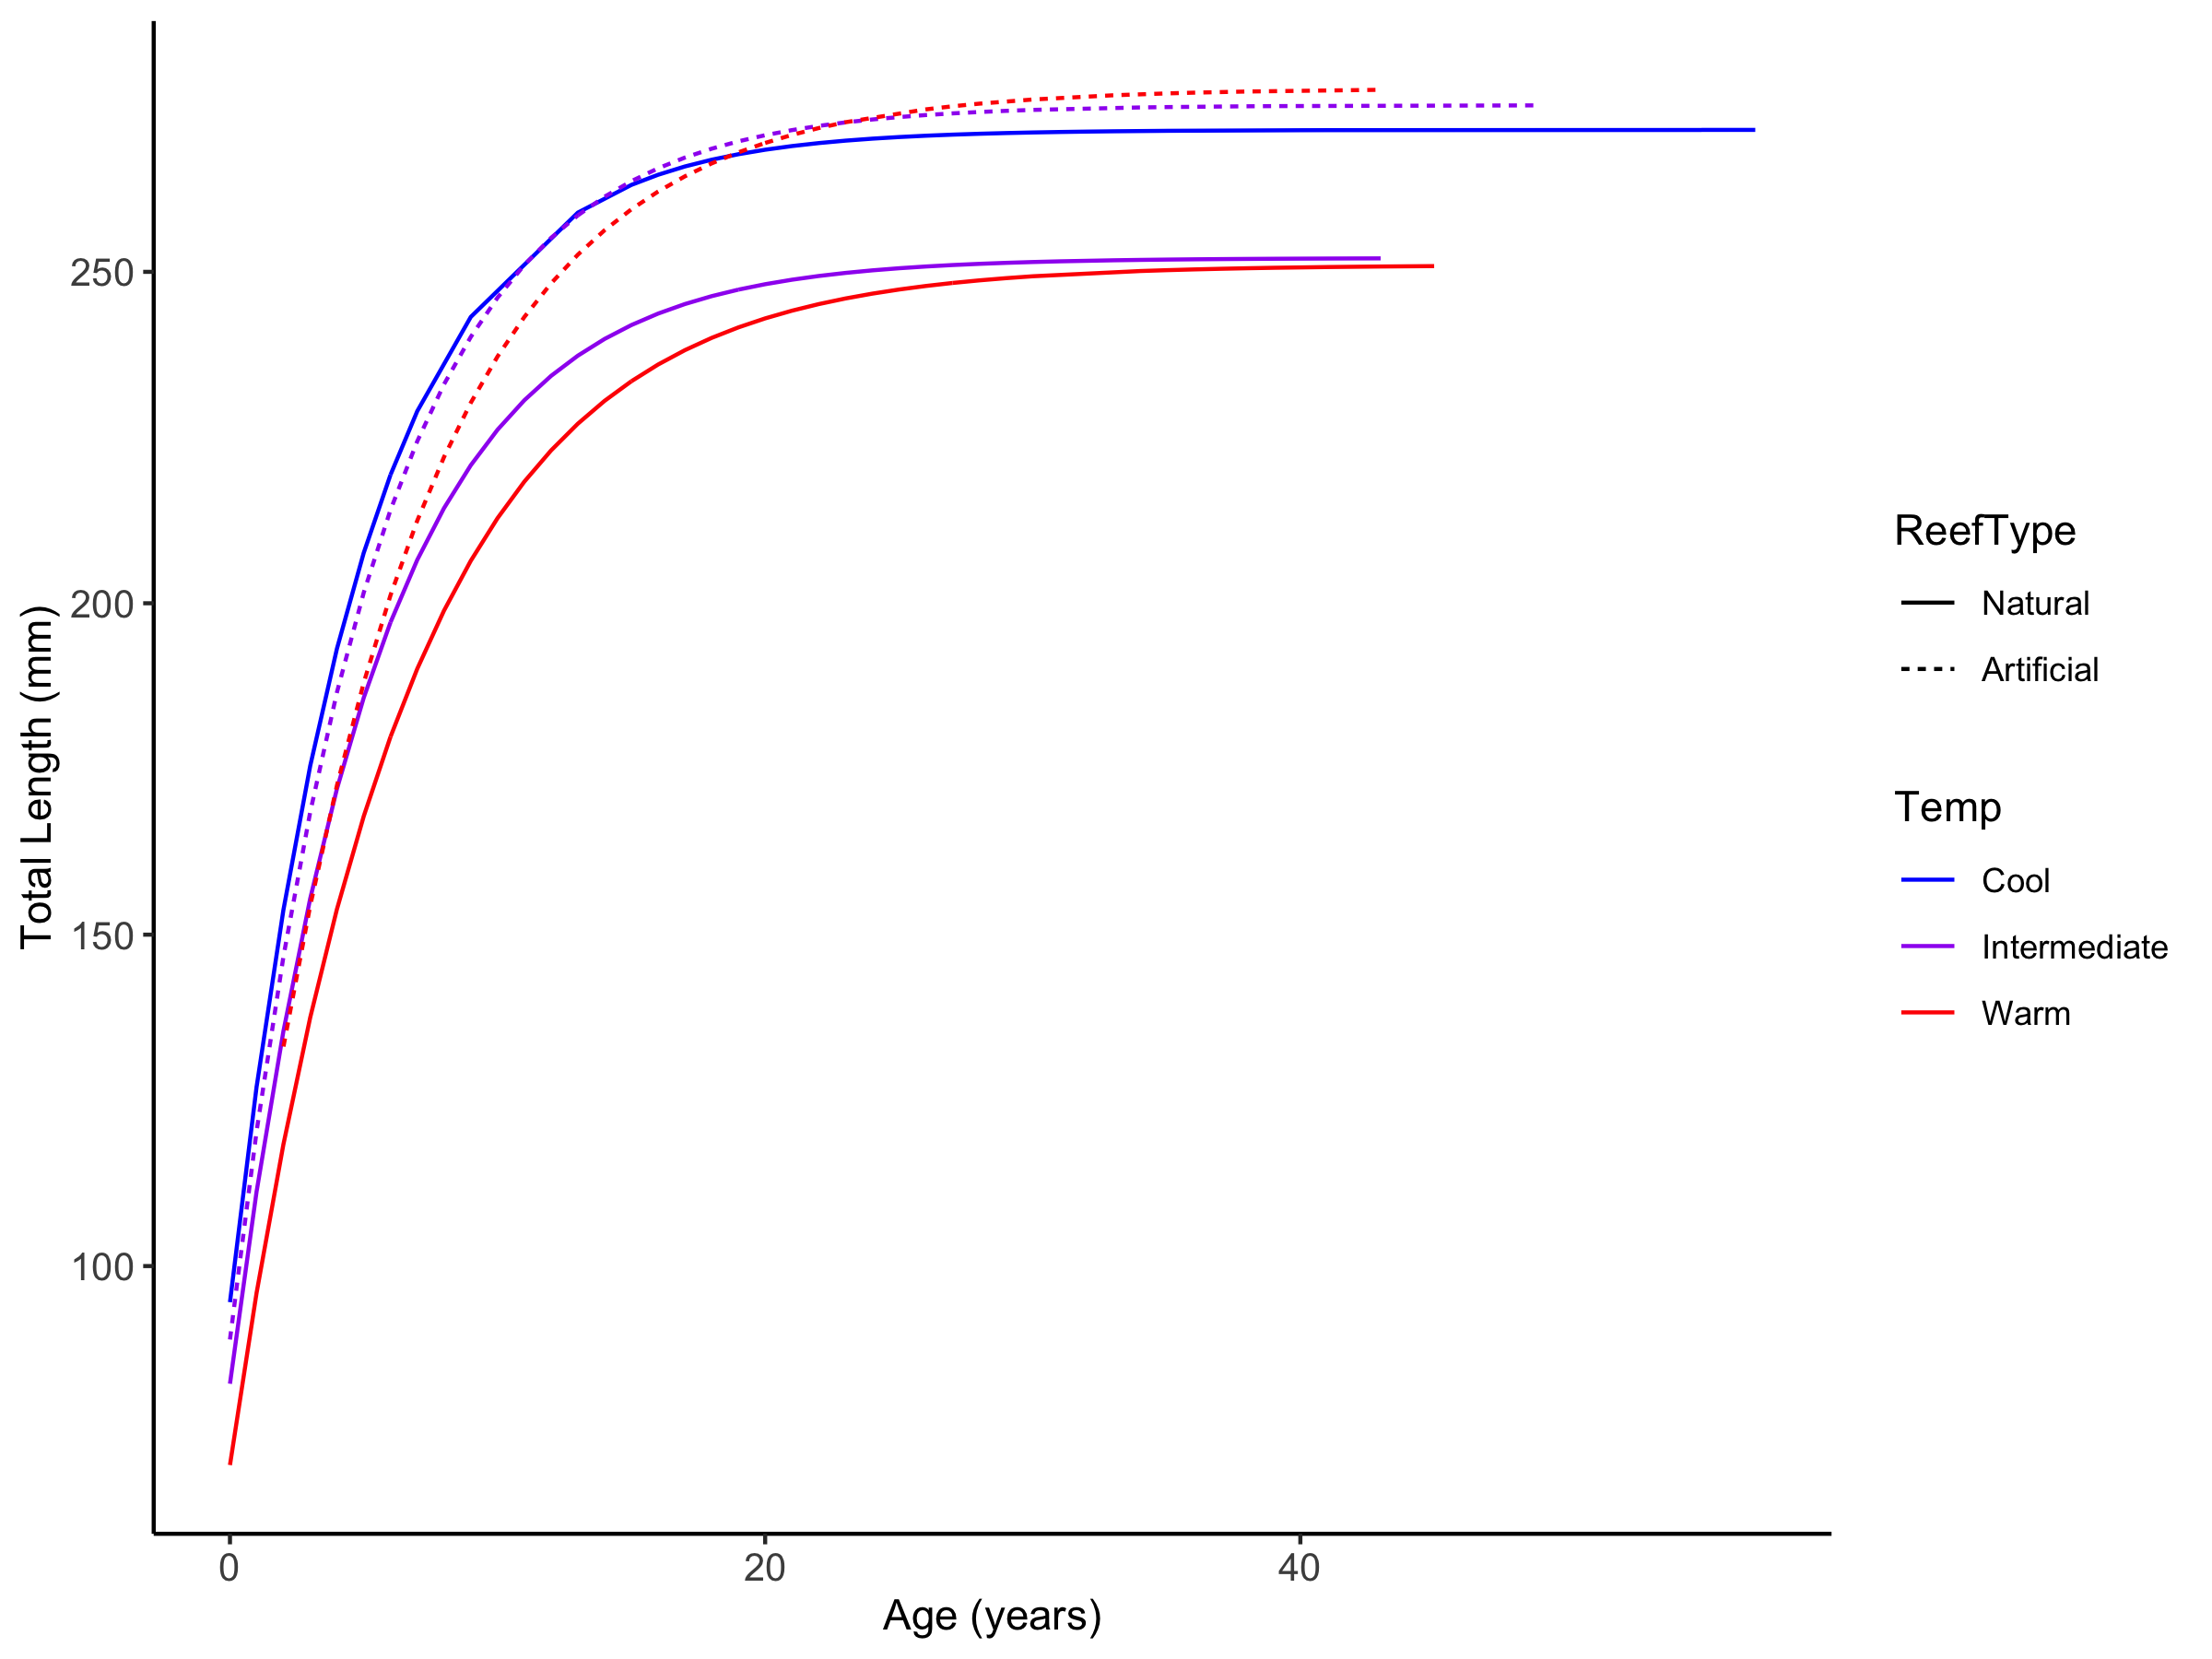 250
200
150
100
Total Length (mm)
0 20 40
Age (years)
ReefType
Natural
Artificial
Temp
Cool
Intermediate
Warm